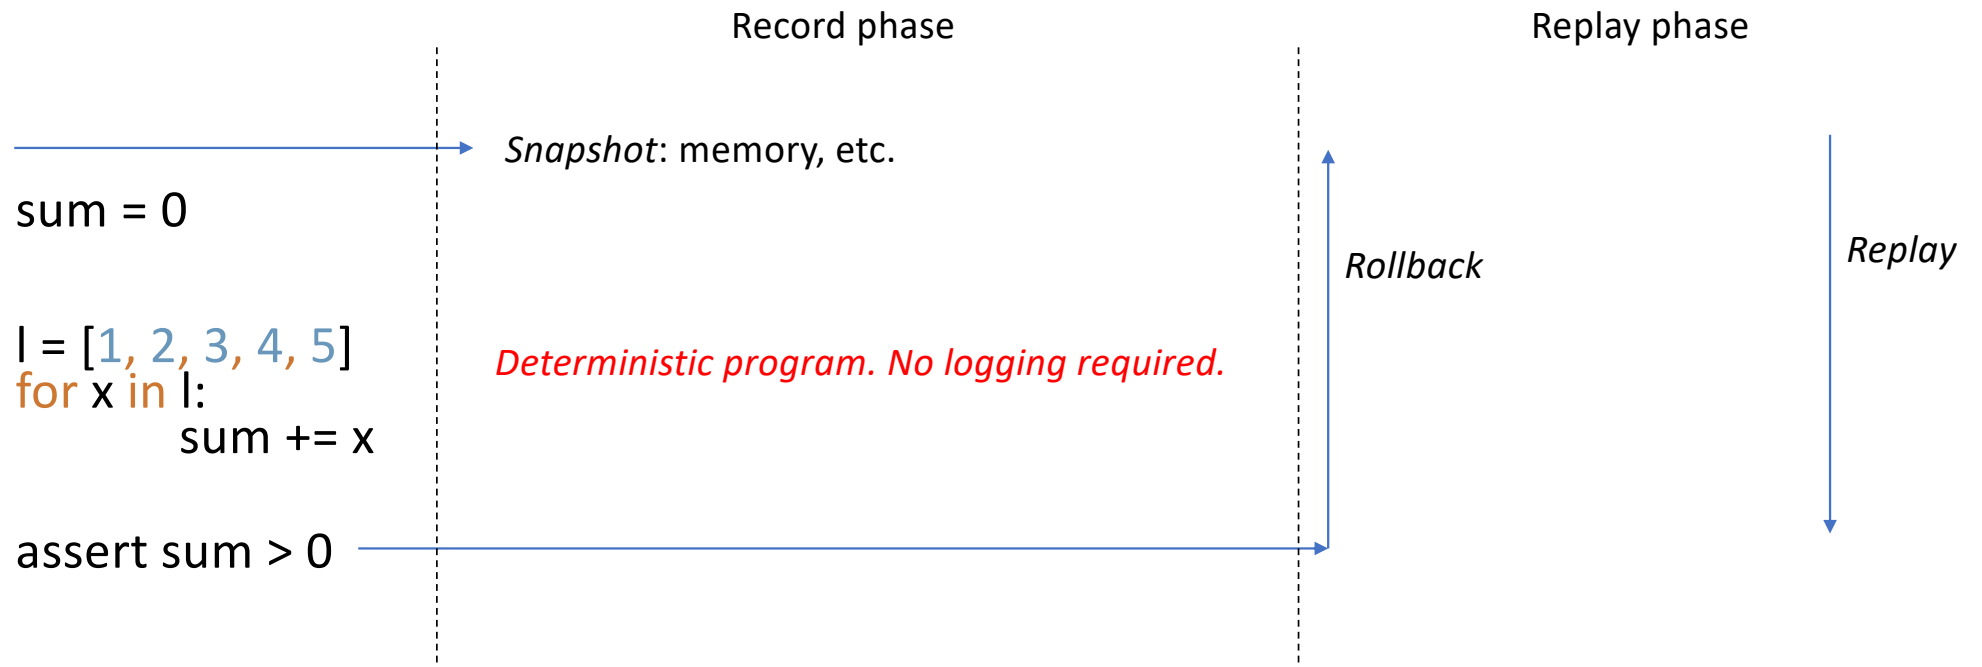 Record phase
Replay phase
Snapshot: memory, etc.
sum = 0
Rollback
Replay
l = [1, 2, 3, 4, 5]
for x in l:
sum += x
Deterministic program. No logging required.
assert sum > 0